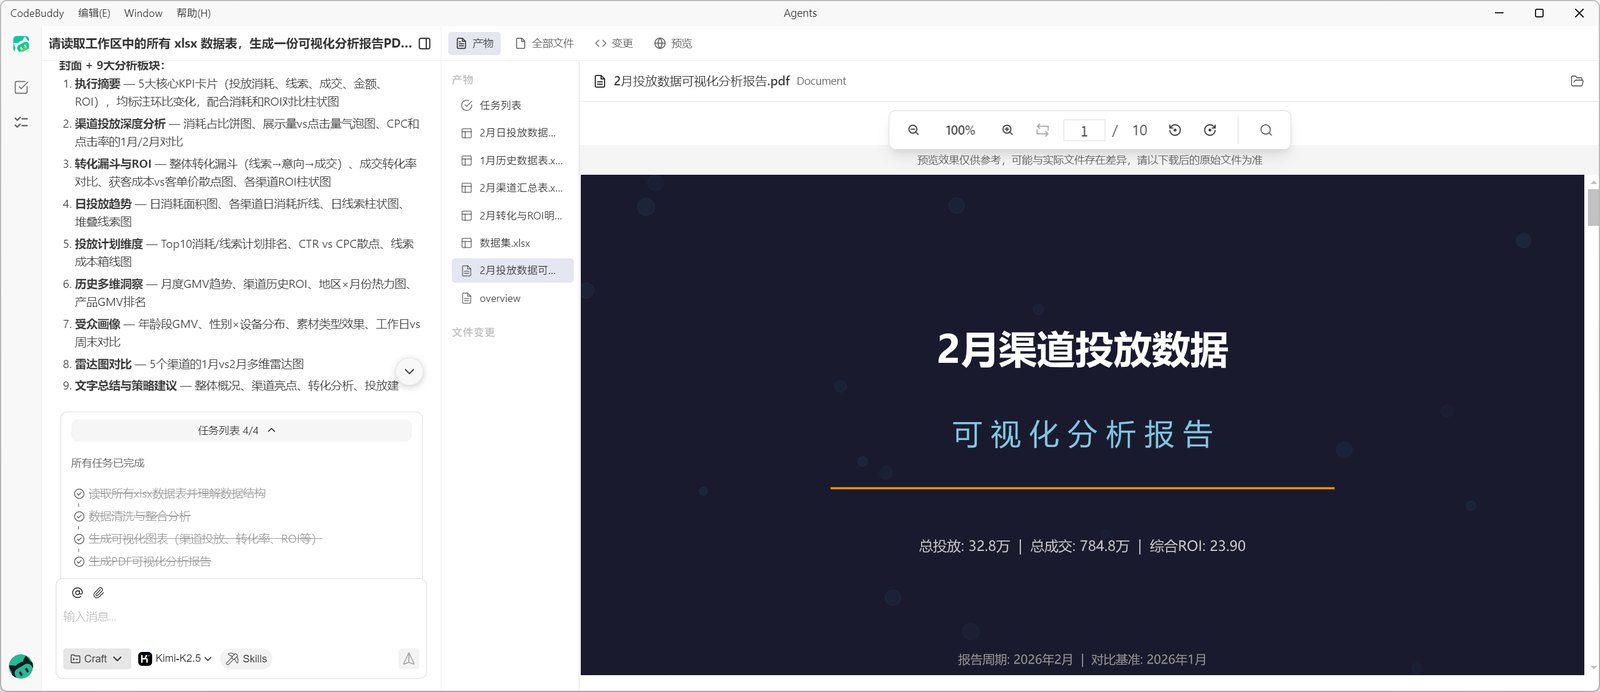 CodeBuddy 编辑(E) Window 帮助(H)
Agents
请读取工作区中的所有 xlsx 数据表，生成一份可视化分析报告PD...
封面 + 9大分析板块：
1. 执行摘要 — 5大核心KPI卡片（投放消耗、线索、成交、金额、
ROI），均标注环比变化，配合消耗和ROI对比柱状图
2. 渠道投放深度分析 — 消耗占比饼图、展示量vs点击量气泡图、CPC和
点击率的1月/2月对比
3. 转化漏斗与ROI — 整体转化漏斗（线索→意向→成交）、成交转化率
对比、获客成本vs客单价散点图、各渠道ROI柱状图
4. 日投放趋势 — 日消耗面积图、各渠道日消耗折线、日线索柱状图、
堆叠线索图
5. 投放计划维度 — Top10消耗/线索计划排名、CTR vs CPC散点、线索
成本箱线图
6. 历史多维洞察 — 月度GMV趋势、渠道历史ROI、地区×月份热力图、
产品GMV排名
7. 受众画像 — 年龄段GMV、性别×设备分布、素材类型效果、工作日vs
周末对比
8. 雷达图对比 — 5个渠道的1月vs2月多维雷达图
9. 文字总结与策略建议 — 整体概况、渠道亮点、转化分析、投放建
任务列表 4/4
所有任务已完成
读取所有xlsx数据表并理解数据结构
数据清洗与整合分析
生成可视化图表（渠道投放、转化率、ROI等）
生成PDF可视化分析报告
@
输入消息...
Craft Kimi-K2.5 Skills
产物 全部文件 变更 预览
产物
任务列表
2月日投放数据...
1月历史数据表.x...
2月渠道汇总表.x...
2月转化与ROI明...
数据集.xlsx
2月投放数据可...
overview
文件变更
2月投放数据可视化分析报告.pdf Document
100% 1 / 10
预览效果仅供参考，可能与实际文件存在差异，请以下载后的原始文件为准
2月渠道投放数据
可视化分析报告
总投放: 32.8万 | 总成交: 784.8万 | 综合ROI: 23.90
报告周期: 2026年2月 | 对比基准: 2026年1月